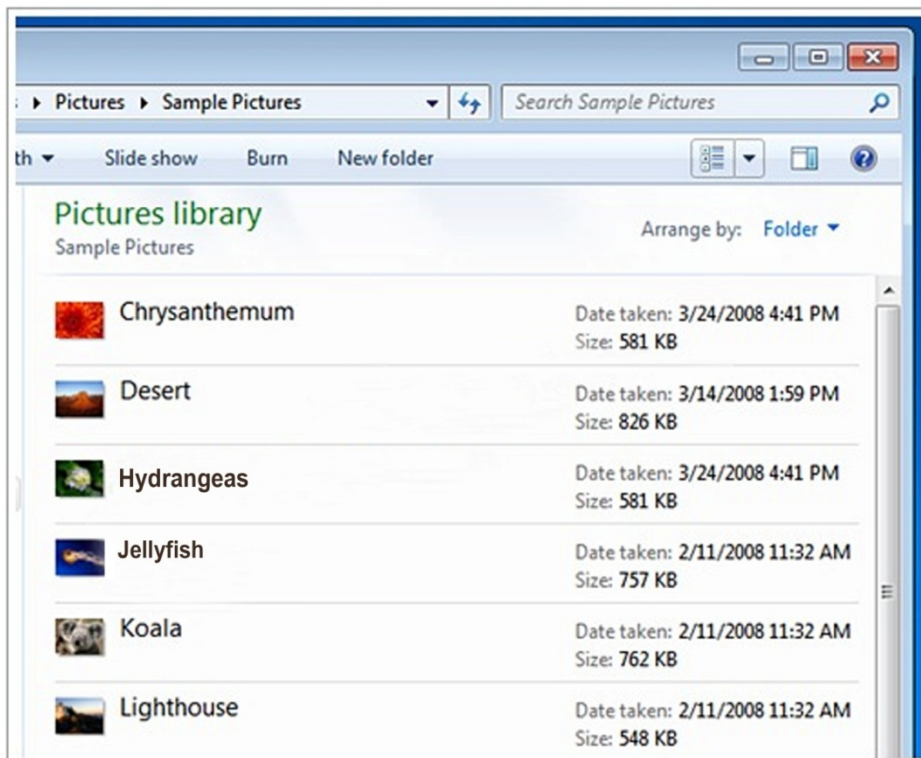 Pictures Sample Pictures Search Sample Pictures
th Slide show Burn New folder
Pictures library
Sample Pictures
Arrange by: Folder
Chrysanthemum
Date taken: 3/24/2008 4:41 PM
Size: 581 KB
Desert
Date taken: 3/14/2008 1:59 PM
Size: 826 KB
Hydrangeas
Date taken: 3/24/2008 4:41 PM
Size: 581 KB
Jellyfish
Date taken: 2/11/2008 11:32 AM
Size: 757 KB
Koala
Date taken: 2/11/2008 11:32 AM
Size: 762 KB
Lighthouse
Date taken: 2/11/2008 11:32 AM
Size: 548 KB